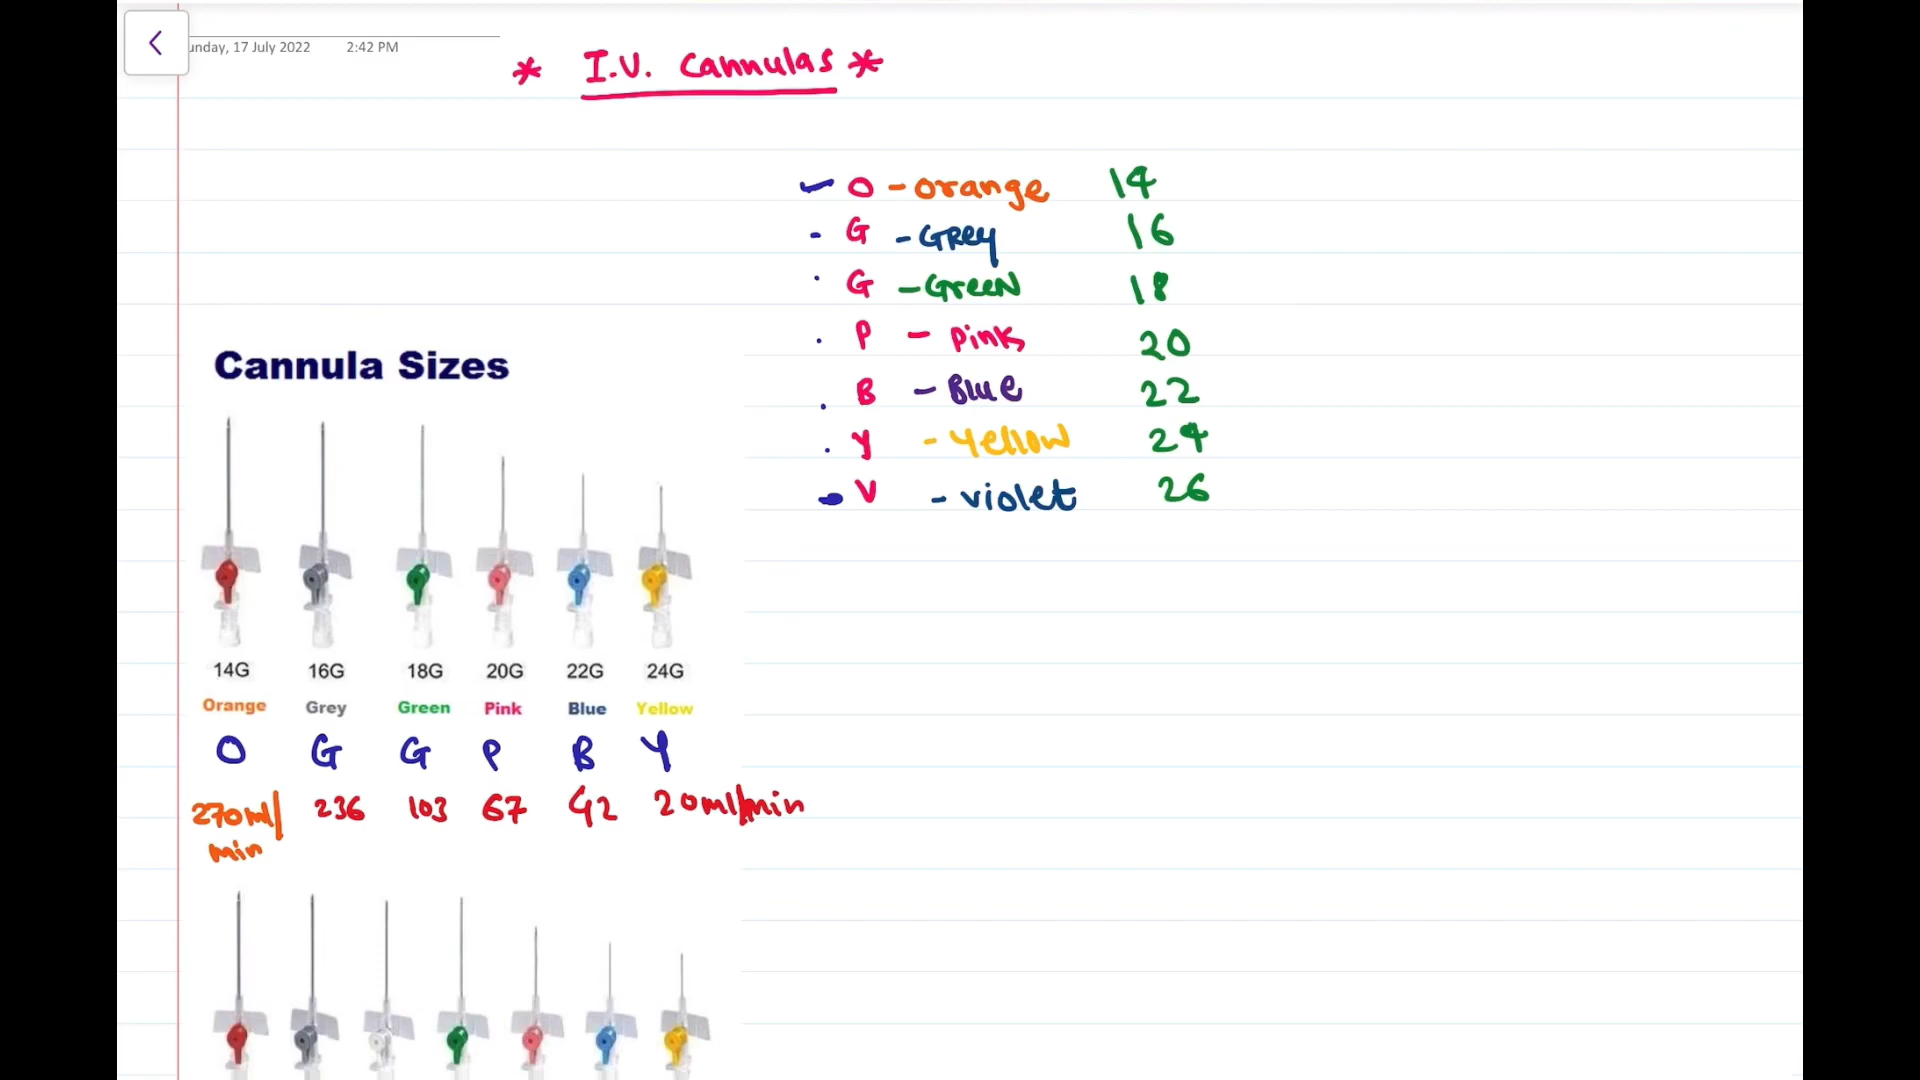 unday, 17 July 2022 2:42 PM
* I.V. Cannulas *
O - orange 14
G - Grey 16
G - Green 18
P - Pink 20
B - Blue 22
Y - Yellow 24
V - violet 26
Cannula Sizes
14G 16G 18G 20G 22G 24G
Orange Grey Green Pink Blue Yellow
O G G P B Y
270ml/ 236 103 67 42 20ml/min
min